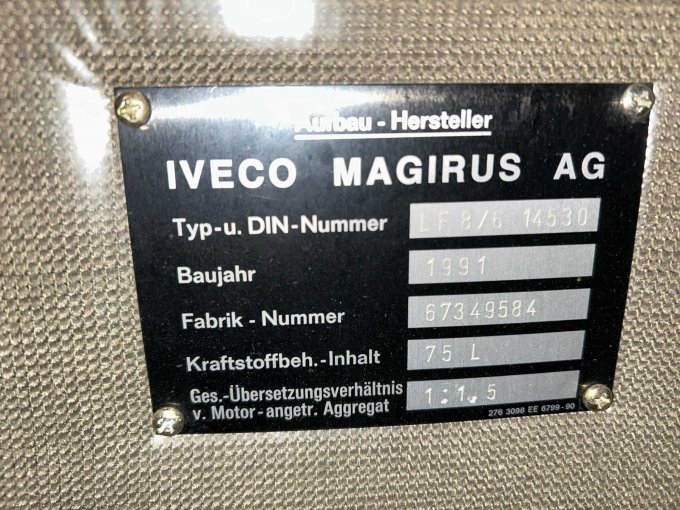 Aufbau - Hersteller
IVECO MAGIRUS AG
Typ-u. DIN-Nummer LF 8/6 14530
Baujahr 1991
Fabrik - Nummer 67349584
Kraftstoffbeh.-Inhalt 75 L
Ges.-Übersetzungsverhältnis
v. Motor-angetr. Aggregat 1:1,5
276 3098 EE 6799-90